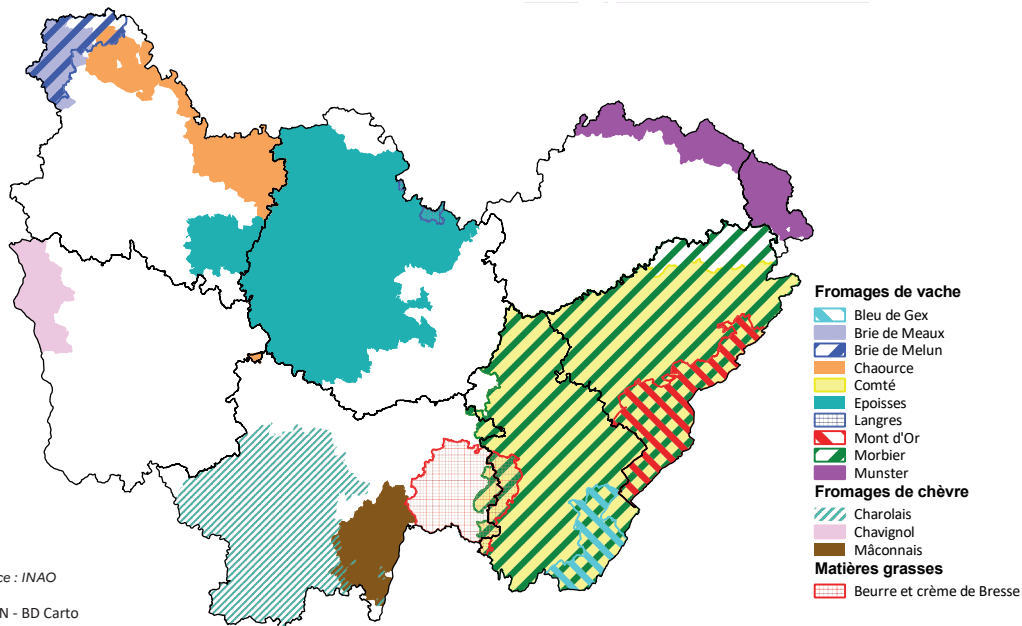 Fromages de vache
Bleu de Gex
Brie de Meaux
Brie de Melun
Chaource
Comté
Epoisses
Langres
Mont d'Or
Morbier
Munster
Fromages de chèvre
Charolais
Chavignol
Mâconnais
Matières grasses
Beurre et crème de Bresse
ce : INAO
N - BD Carto